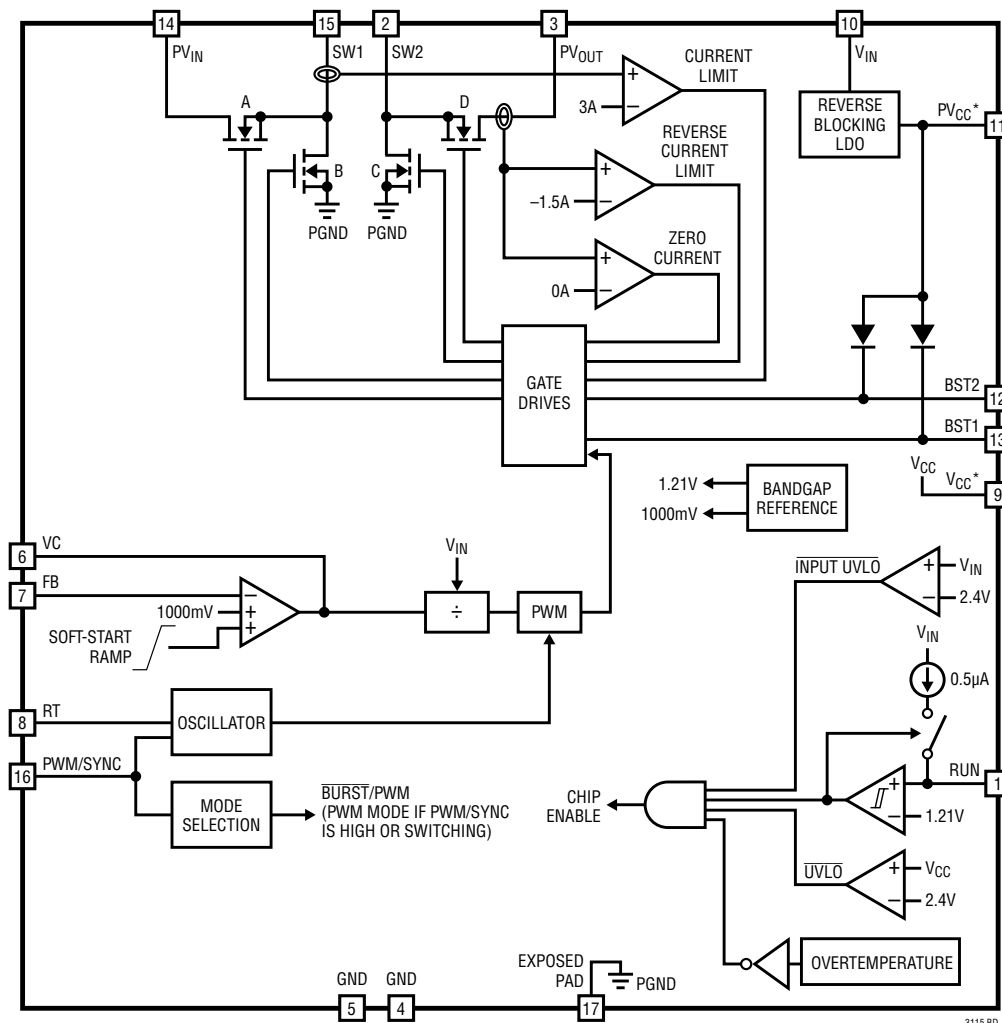 14
15
2
3
10
PVIN
SW1
SW2
PVOUT
VIN
CURRENT
LIMIT
+
–
3A
A
D
REVERSE
BLOCKING
LDO
PVCC*
11
REVERSE
CURRENT
LIMIT
B
C
+
–
–1.5A
PGND
PGND
ZERO
CURRENT
+
–
0A
GATE
DRIVES
BST2
12
BST1
13
VCC
VCC*
9
1.21V
1000mV
BANDGAP
REFERENCE
6
VC
7
FB
VIN
–
1000mV
+
+
SOFT-START
RAMP
÷
PWM
INPUT UVLO
+
VIN
–
2.4V
VIN
0.5µA
8
RT
OSCILLATOR
16
PWM/SYNC
RUN
1
MODE
SELECTION
BURST/PWM
(PWM MODE IF PWM/SYNC
IS HIGH OR SWITCHING)
CHIP
ENABLE
+
–
1.21V
UVLO
+
VCC
–
2.4V
OVERTEMPERATURE
GND
GND
EXPOSED
PAD
PGND
5
4
17
3115 BD